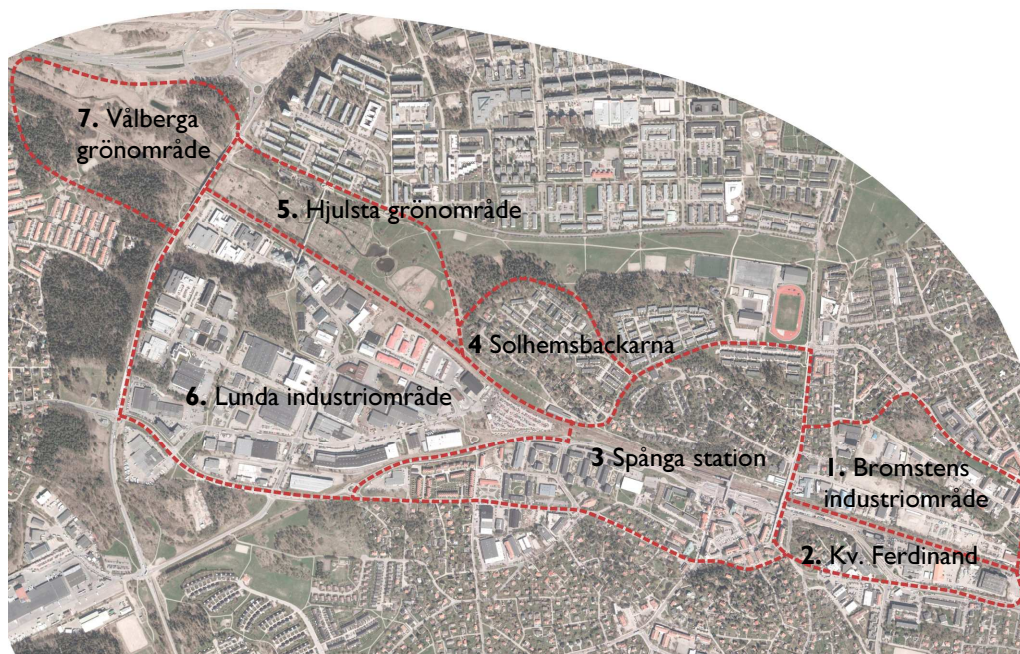 7. Vålberga
grönområde
5. Hjulsta grönområde
4 Solhemsbackarna
6. Lunda industriområde
3 Spånga station
1. Bromstens
industriområde
2. Kv. Ferdinand